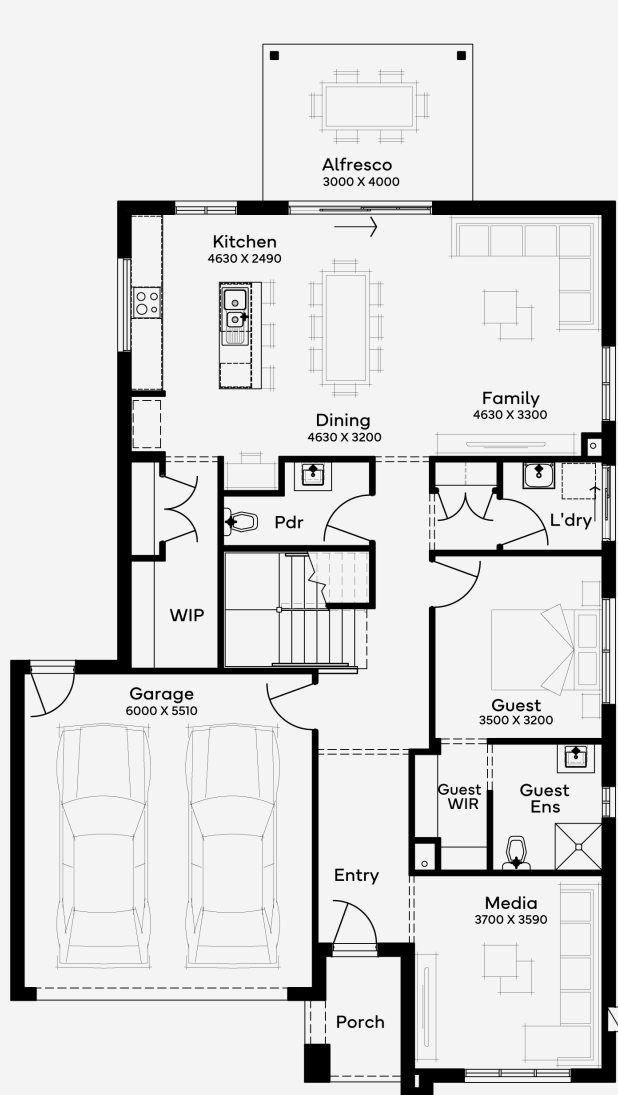 Alfresco
3000 X 4000
Kitchen
4630 X 2490
Family
4630 X 3300
Dining
4630 X 3200
Pdr
L'dry
WIP
Garage
6000 X 5510
Guest
3500 X 3200
Guest
WIR
Guest
Ens
Entry
Media
3700 X 3590
Porch